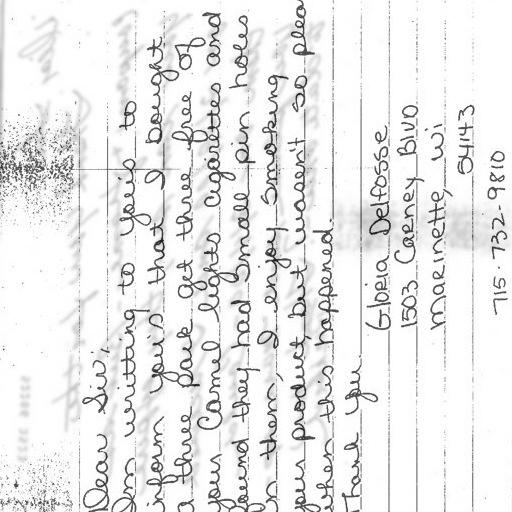 Dear Sir,
Im writting to you's to
inform you's that I bought
a three pack get three free of
your Camel lights cigarettes and
found they had small pin holes
in them, I enjoy smoking
your product, but wasen't so plea
when this happened.
Thank you
Gloria Delfosse
1503 Carney Blvd
Marinette, Wi
54143
715-732-9810